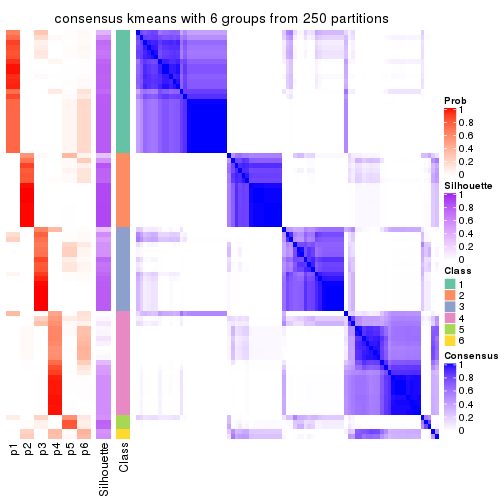 consensus kmeans with 6 groups from 250 partitions
Prob
1
0.8
0.6
0.4
0.2
0
Silhouette
1
0.8
0.6
0.4
0.2
0
Class
1
2
3
4
5
6
Consensus
1
0.8
0.6
0.4
0.2
0
p1
p2
p3
p4
p5
p6
Silhouette
Class